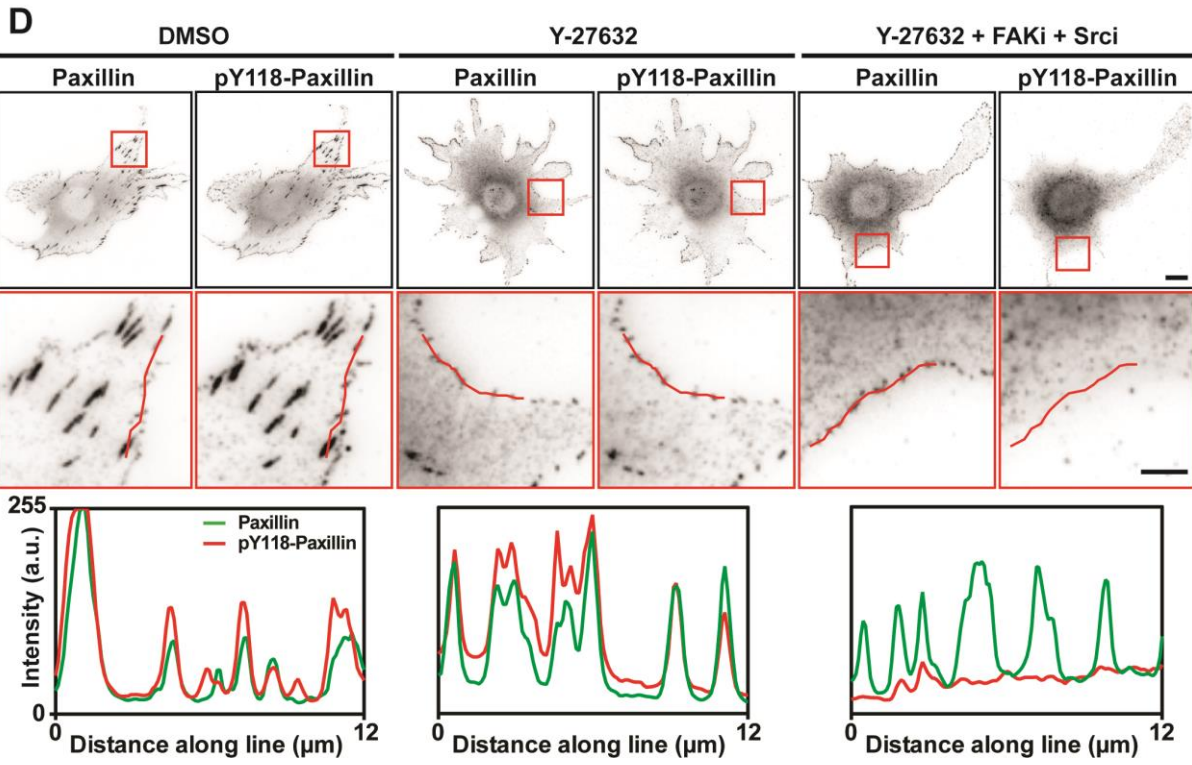 D
DMSO Y-27632 Y-27632 + FAKi + Srci
Paxillin pY118-Paxillin Paxillin pY118-Paxillin Paxillin pY118-Paxillin
255
Paxillin
pY118-Paxillin
Intensity (a.u.)
0
0 12 0 12 0 12
Distance along line (µm) Distance along line (µm) Distance along line (µm)